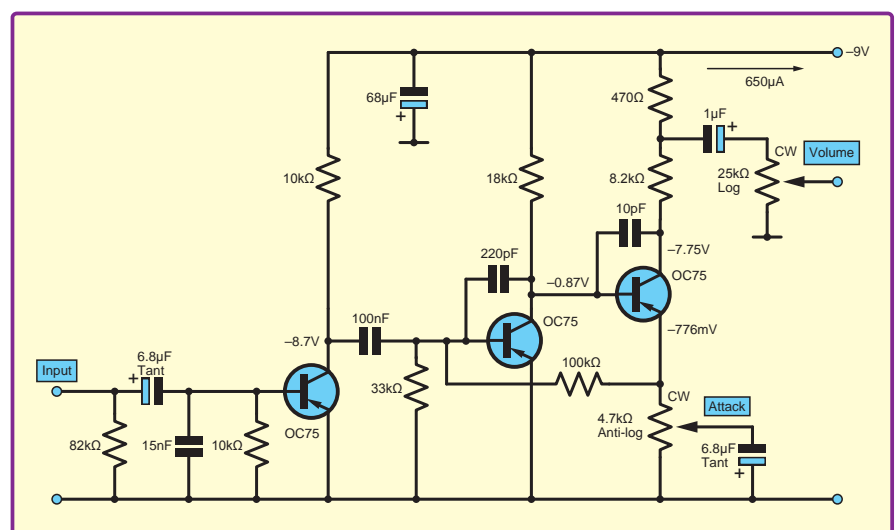 –9V
650µA
68µF
+
470Ω
1µF
+
CW
Volume
25kΩ
Log
10kΩ
18kΩ
8.2kΩ
10pF
–7.75V
220pF
–0.87V
OC75
–8.7V
100nF
OC75
–776mV
Input
6.8µF
Tant
+
33kΩ
100kΩ
CW
Attack
82kΩ
15nF
10kΩ
OC75
4.7kΩ
Anti-log
6.8µF
Tant
+